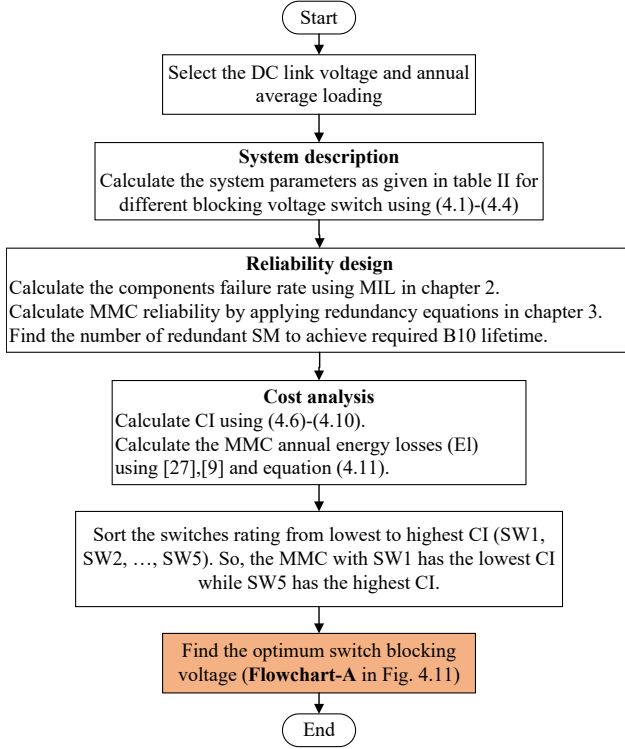 Start
Select the DC link voltage and annual
average loading
System description
Calculate the system parameters as given in table II for
different blocking voltage switch using (4.1)-(4.4)
Reliability design
Calculate the components failure rate using MIL in chapter 2.
Calculate MMC reliability by applying redundancy equations in chapter 3.
Find the number of redundant SM to achieve required B10 lifetime.
Cost analysis
Calculate CI using (4.6)-(4.10).
Calculate the MMC annual energy losses (El)
using [27],[9] and equation (4.11).
Sort the switches rating from lowest to highest CI (SW1,
SW2, …, SW5). So, the MMC with SW1 has the lowest CI
while SW5 has the highest CI.
Find the optimum switch blocking
voltage (Flowchart-A in Fig. 4.11)
End